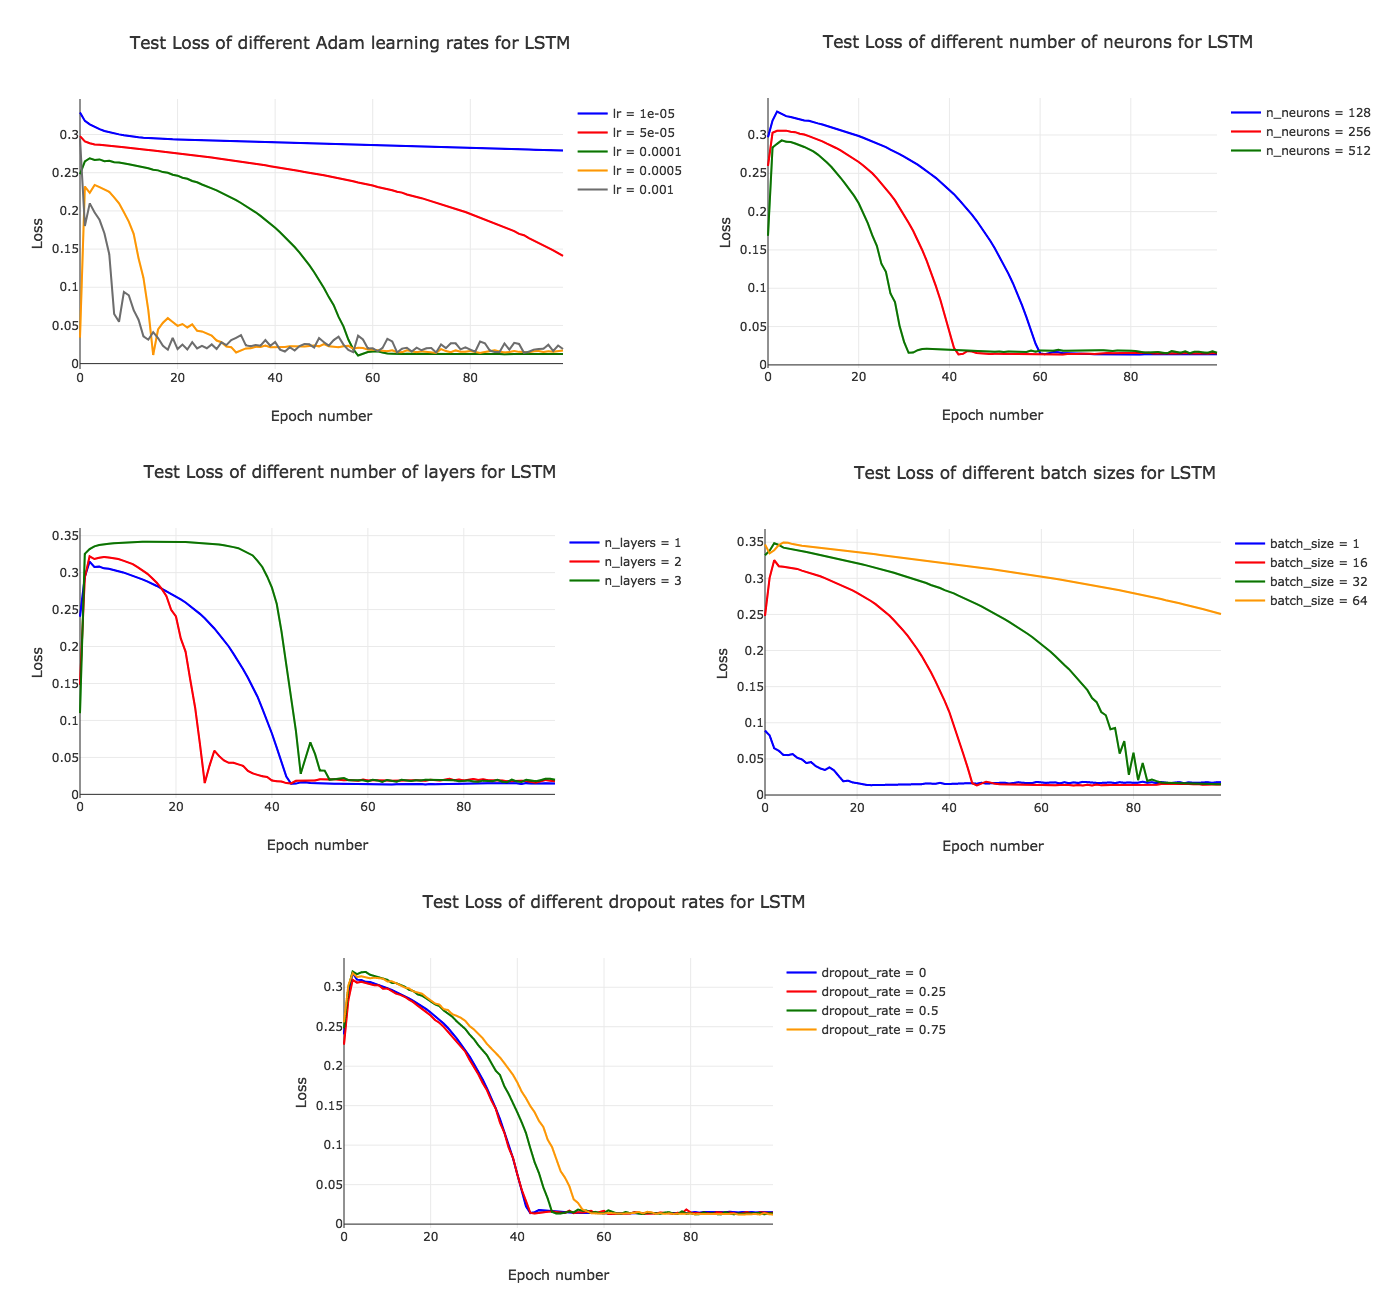 Test Loss of different Adam learning rates for LSTM
lr = 1e-05
lr = 5e-05
lr = 0.0001
lr = 0.0005
lr = 0.001
0.3
0.25
0.2
0.15
0.1
0.05
0
Loss
0 20 40 60 80
Epoch number
Test Loss of different number of neurons for LSTM
n_neurons = 128
n_neurons = 256
n_neurons = 512
0.3
0.25
0.2
0.15
0.1
0.05
0
Loss
0 20 40 60 80
Epoch number
Test Loss of different number of layers for LSTM
n_layers = 1
n_layers = 2
n_layers = 3
0.35
0.3
0.25
0.2
0.15
0.1
0.05
0
Loss
0 20 40 60 80
Epoch number
Test Loss of different batch sizes for LSTM
batch_size = 1
batch_size = 16
batch_size = 32
batch_size = 64
0.35
0.3
0.25
0.2
0.15
0.1
0.05
0
Loss
0 20 40 60 80
Epoch number
Test Loss of different dropout rates for LSTM
dropout_rate = 0
dropout_rate = 0.25
dropout_rate = 0.5
dropout_rate = 0.75
0.3
0.25
0.2
0.15
0.1
0.05
0
Loss
0 20 40 60 80
Epoch number